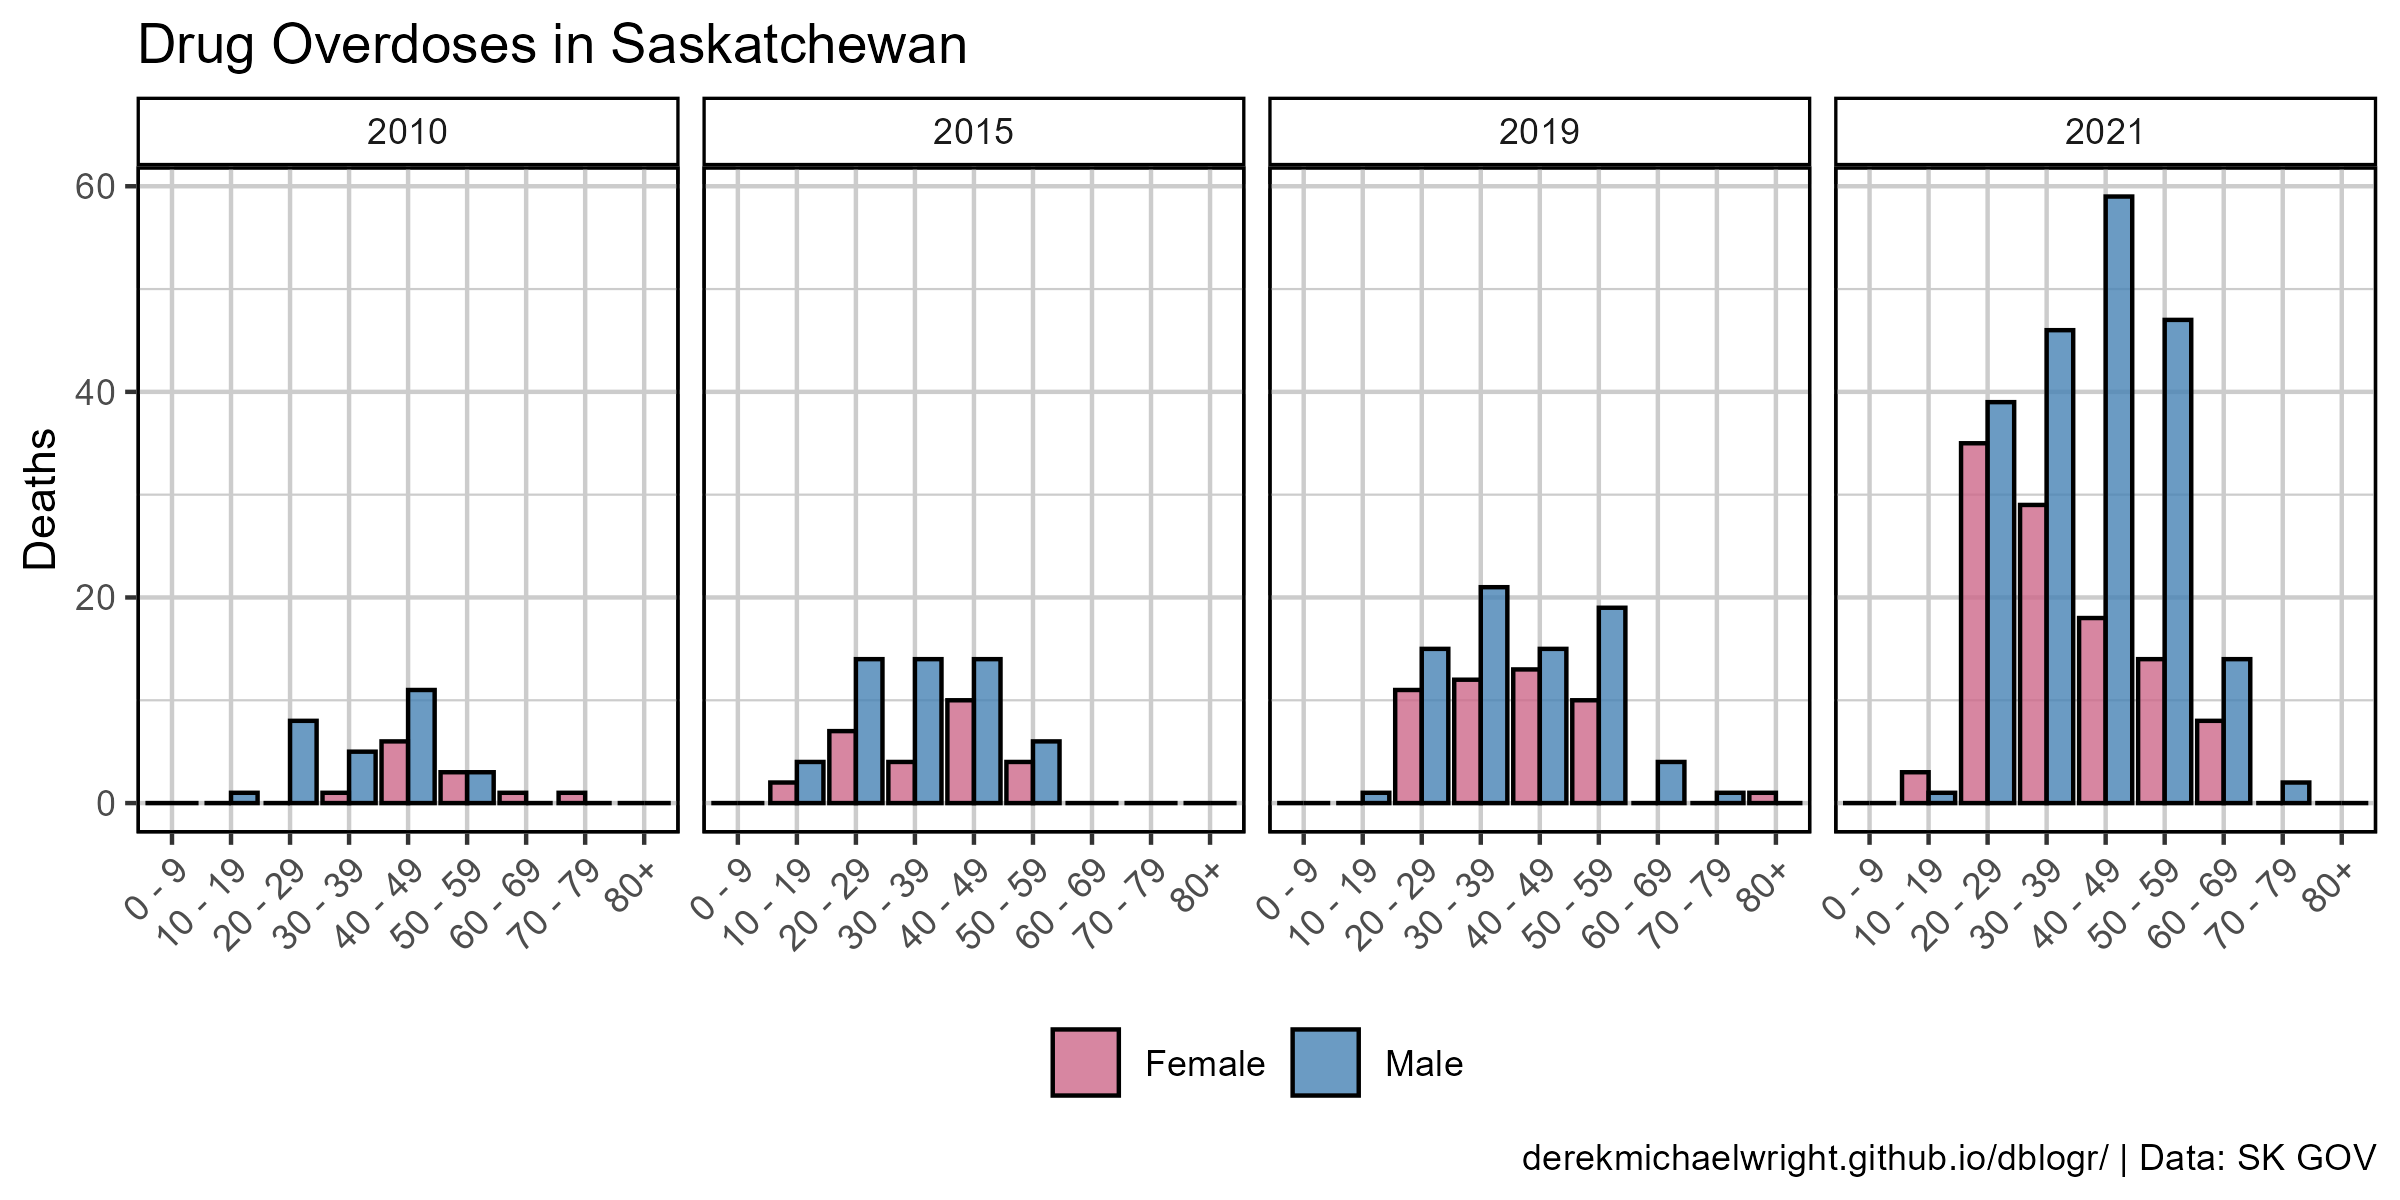 Drug Overdoses in Saskatchewan
2010 2015 2019 2021
Deaths
60
40
20
0
0 - 9 10 - 19 20 - 29 30 - 39 40 - 49 50 - 59 60 - 69 70 - 79 80+ 0 - 9 10 - 19 20 - 29 30 - 39 40 - 49 50 - 59 60 - 69 70 - 79 80+ 0 - 9 10 - 19 20 - 29 30 - 39 40 - 49 50 - 59 60 - 69 70 - 79 80+ 0 - 9 10 - 19 20 - 29 30 - 39 40 - 49 50 - 59 60 - 69 70 - 79 80+
Female Male
derekmichaelwright.github.io/dblogr/ | Data: SK GOV